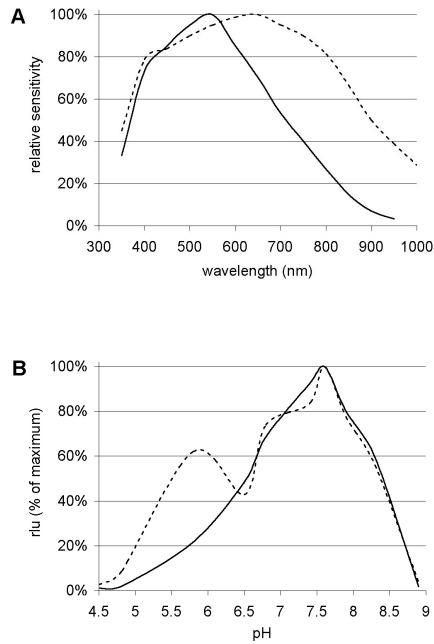 A
100%
80%
60%
40%
20%
0%
relative sensitivity
300 400 500 600 700 800 900 1000
wavelength (nm)
B
100%
80%
60%
40%
20%
0%
rlu (% of maximum)
4.5 5 5.5 6 6.5 7 7.5 8 8.5 9
pH